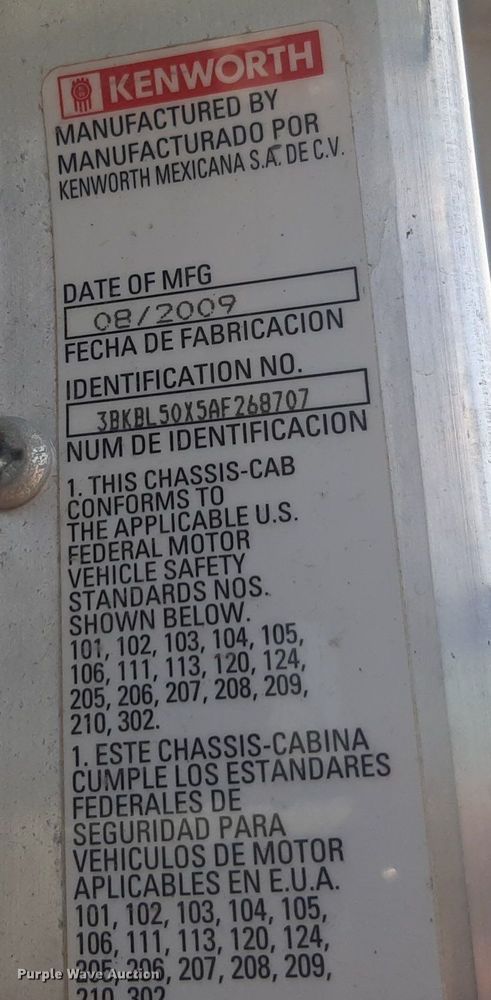 KENWORTH
MANUFACTURED BY
MANUFACTURADO POR
KENWORTH MEXICANA S.A. DE C.V.
DATE OF MFG
08/2009
FECHA DE FABRICACION
IDENTIFICATION NO.
3BKBL50X5AF268707
NUM DE IDENTIFICACION
1. THIS CHASSIS-CAB
CONFORMS TO
THE APPLICABLE U.S.
FEDERAL MOTOR
VEHICLE SAFETY
STANDARDS NOS.
SHOWN BELOW.
101, 102, 103, 104, 105,
106, 111, 113, 120, 124,
205, 206, 207, 208, 209,
210, 302.
1. ESTE CHASSIS-CABINA
CUMPLE LOS ESTANDARES
FEDERALES DE
SEGURIDAD PARA
VEHICULOS DE MOTOR
APLICABLES EN E.U.A.
101, 102, 103, 104, 105,
106, 111, 113, 120, 124,
205, 206, 207, 208, 209,
210, 302
Purple Wave Auction